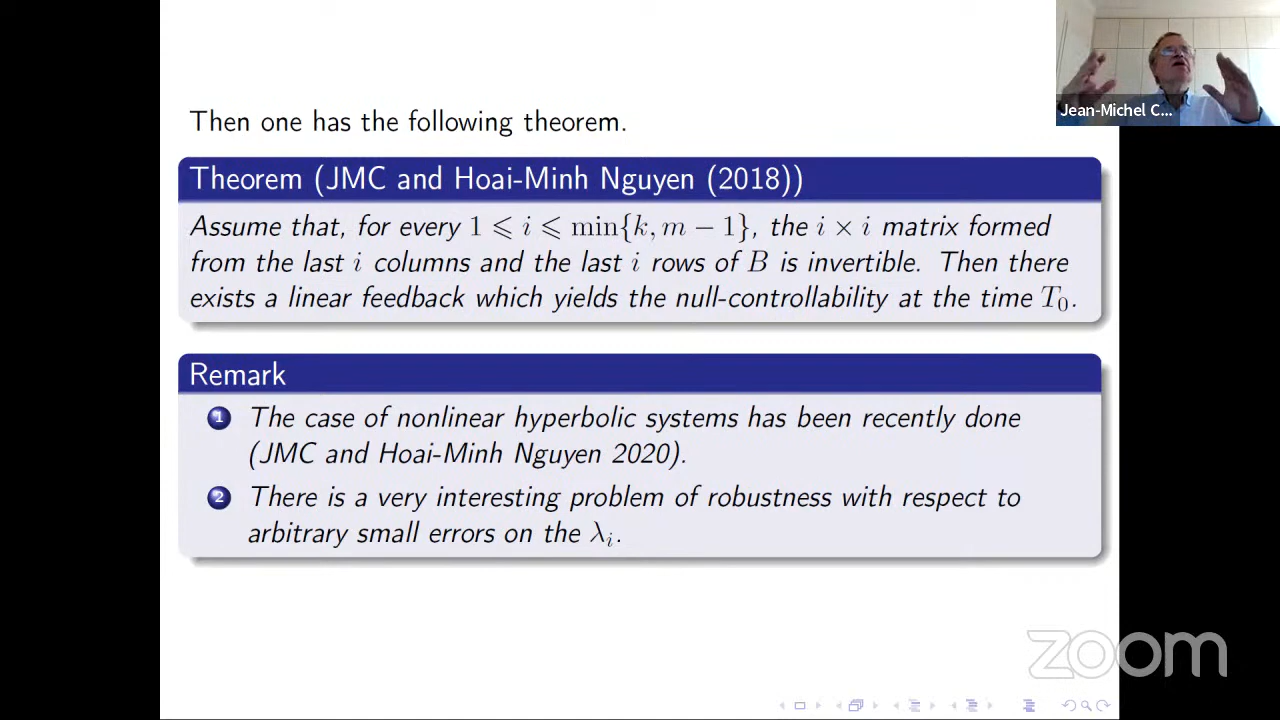 Jean-Michel C...
Then one has the following theorem.
Theorem (JMC and Hoai-Minh Nguyen (2018))
Assume that, for every 1 ⩽ i ⩽ min{k, m − 1}, the i × i matrix formed
from the last i columns and the last i rows of B is invertible. Then there
exists a linear feedback which yields the null-controllability at the time T₀.
Remark
1 The case of nonlinear hyperbolic systems has been recently done
(JMC and Hoai-Minh Nguyen 2020).
2 There is a very interesting problem of robustness with respect to
arbitrary small errors on the λᵢ.
zoom